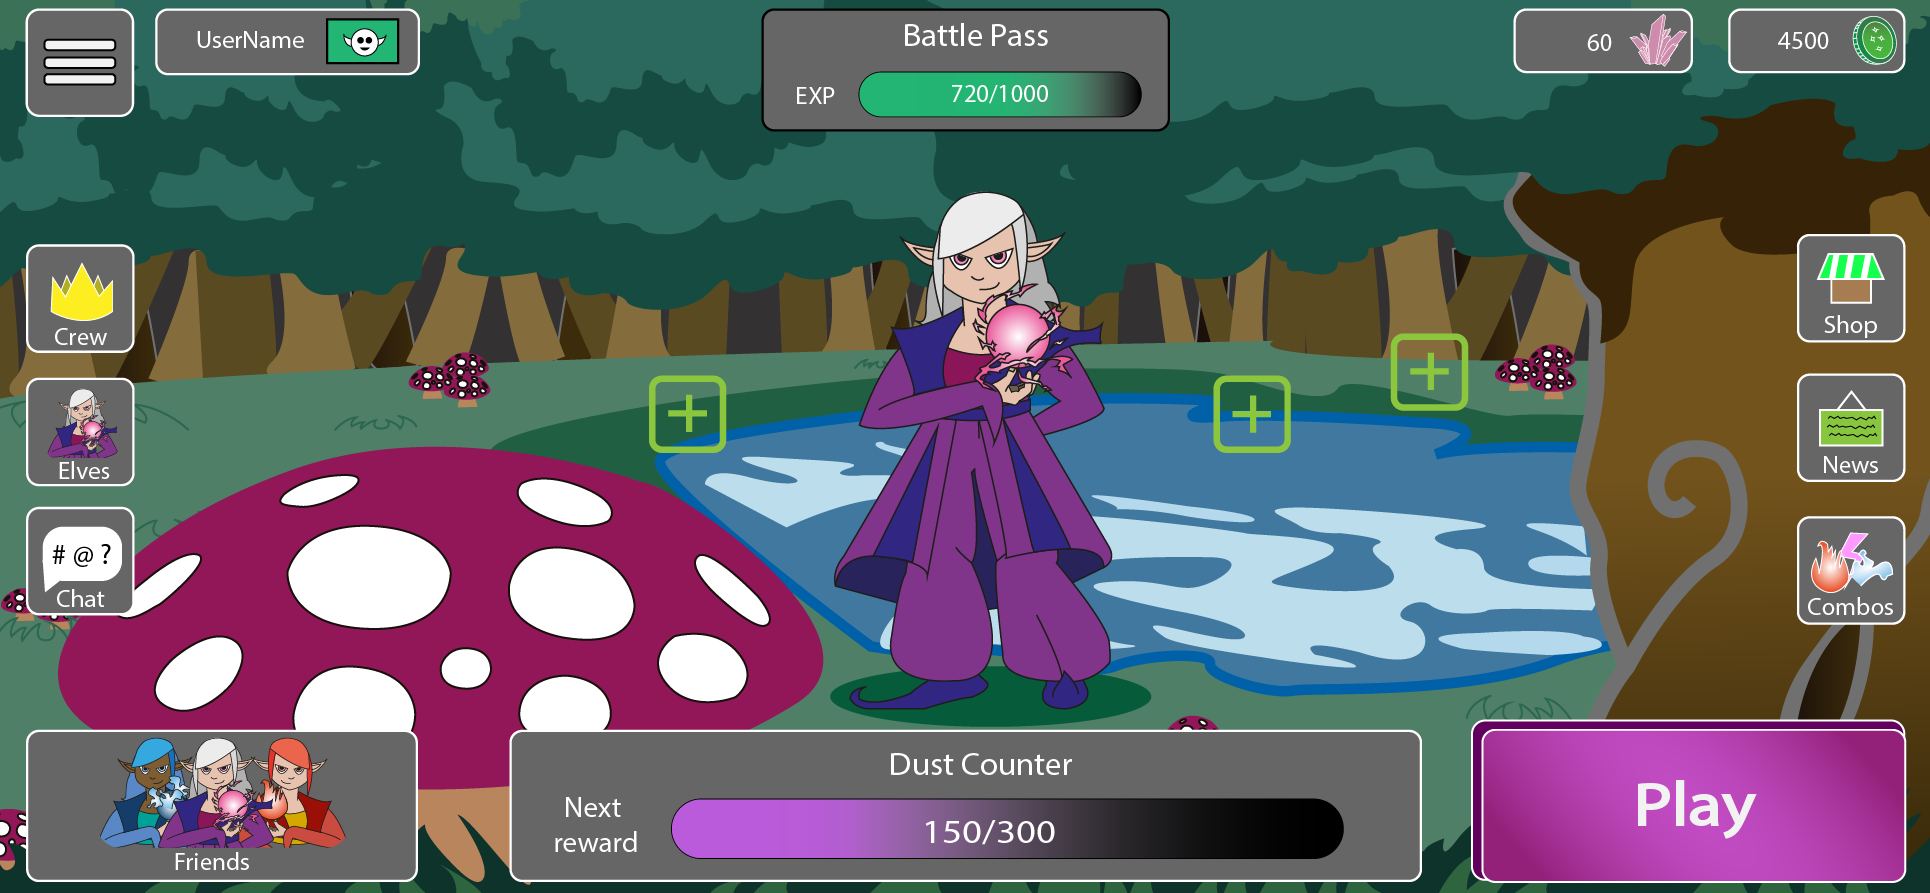 UserName
Battle Pass
EXP 720/1000
60
4500
Crew
Elves
# @ ?
Chat
Shop
News
Combos
Friends
Dust Counter
Next
reward
150/300
Play